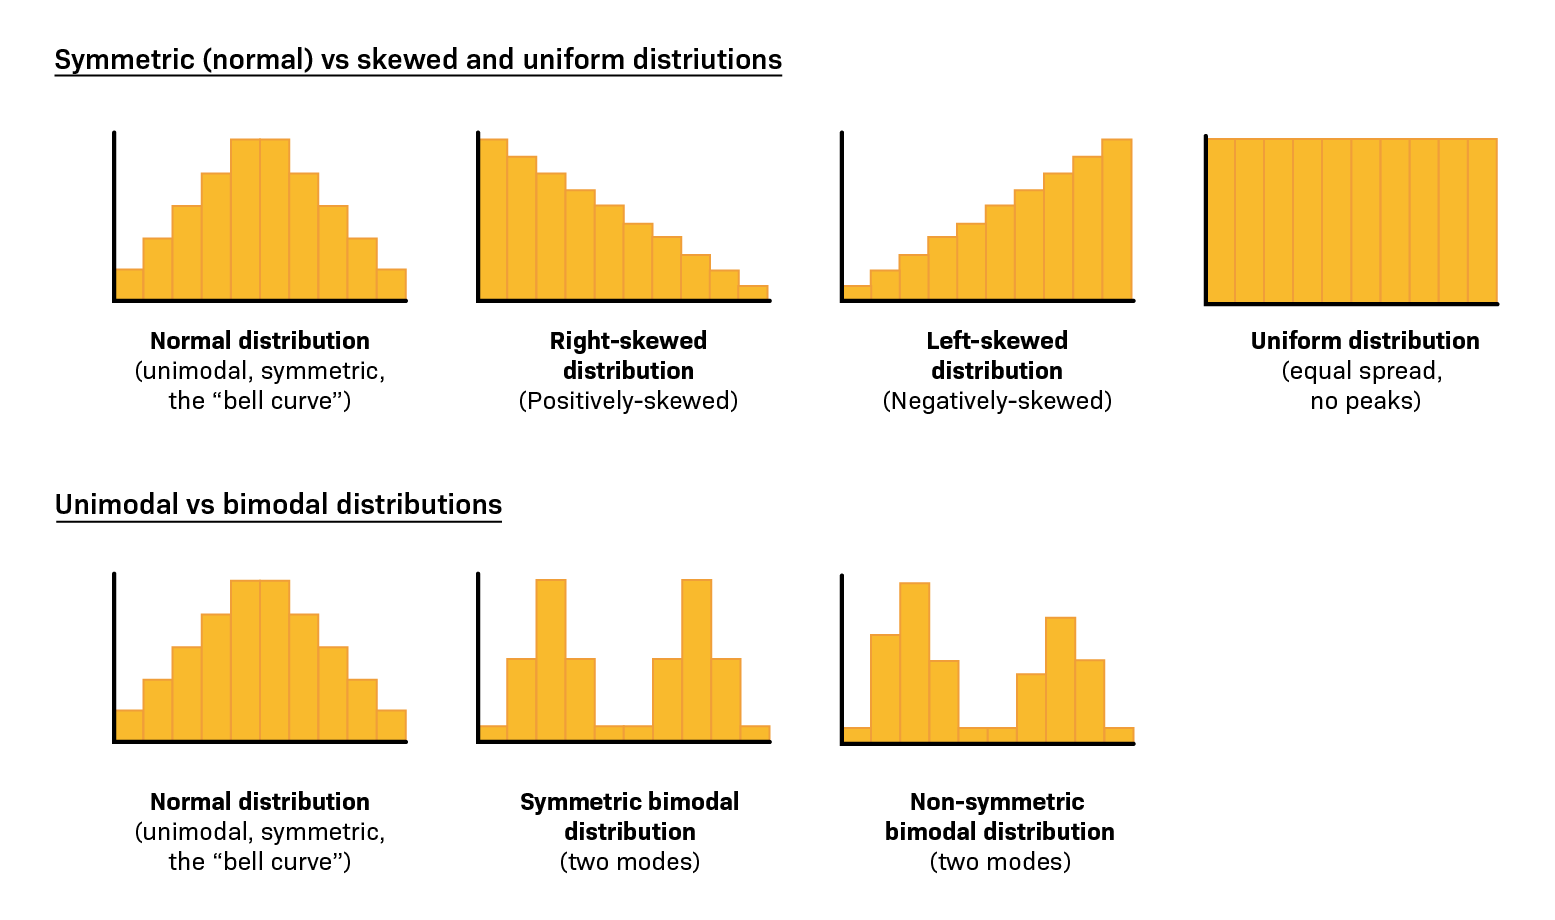 Symmetric (normal) vs skewed and uniform distriutions
Normal distribution
(unimodal, symmetric,
the “bell curve”)
Right-skewed
distribution
(Positively-skewed)
Left-skewed
distribution
(Negatively-skewed)
Uniform distribution
(equal spread,
no peaks)
Unimodal vs bimodal distributions
Normal distribution
(unimodal, symmetric,
the “bell curve”)
Symmetric bimodal
distribution
(two modes)
Non-symmetric
bimodal distribution
(two modes)